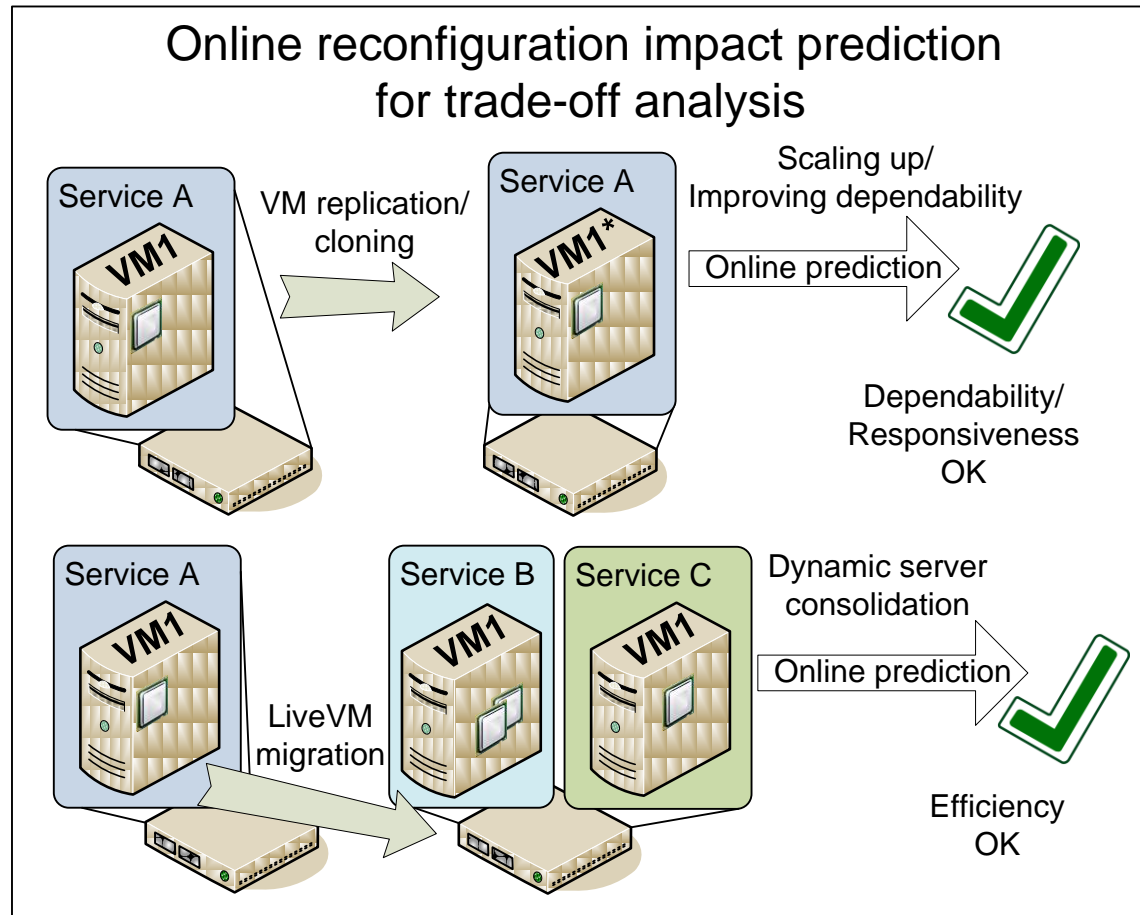 Online reconfiguration impact prediction
for trade-off analysis
Service A
VM1
VM replication/
cloning
Service A
VM1*
Scaling up/
Improving dependability
Online prediction
Dependability/
Responsiveness
OK
Service A
VM1
LiveVM
migration
Service B
VM1
Service C
VM1
Dynamic server
consolidation
Online prediction
Efficiency
OK